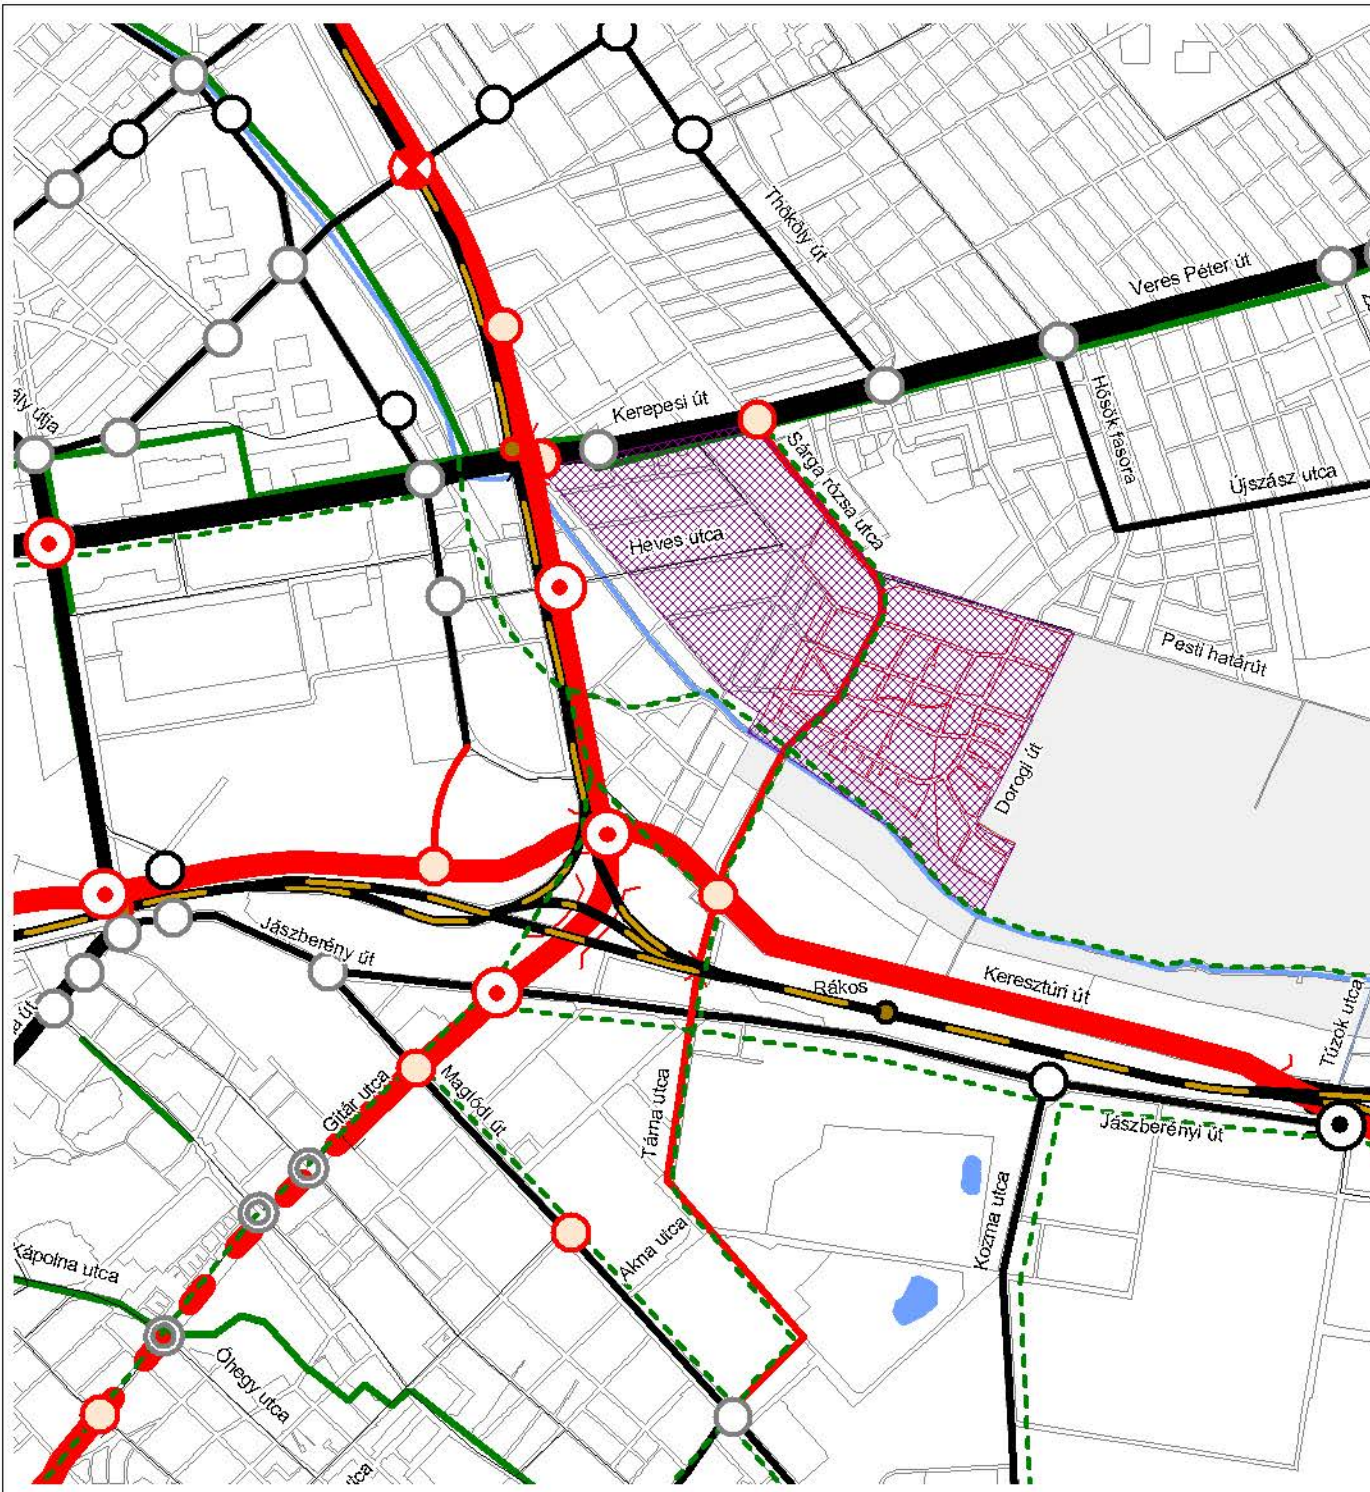 Thököly út
Veres Péter út
Kerepesi út
Hősök fasora
Sárga rózsa utca
Újszász utca
Heves utca
Pesti határút
Dorogi út
Jászberény út
Rákos
Keresztúri út
Túzok utca
Gitár utca
Maglódi út
Tárna utca
Jászberényi út
Kozma utca
Akna utca
Kápolna utca
Óhegy utca